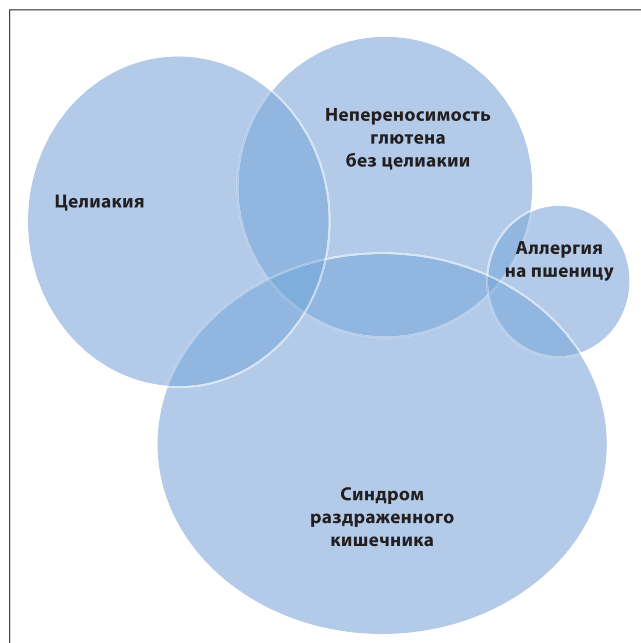 Непереносимость
глютена
без целиакии
Целиакия
Аллергия
на пшеницу
Синдром
раздраженного
кишечника